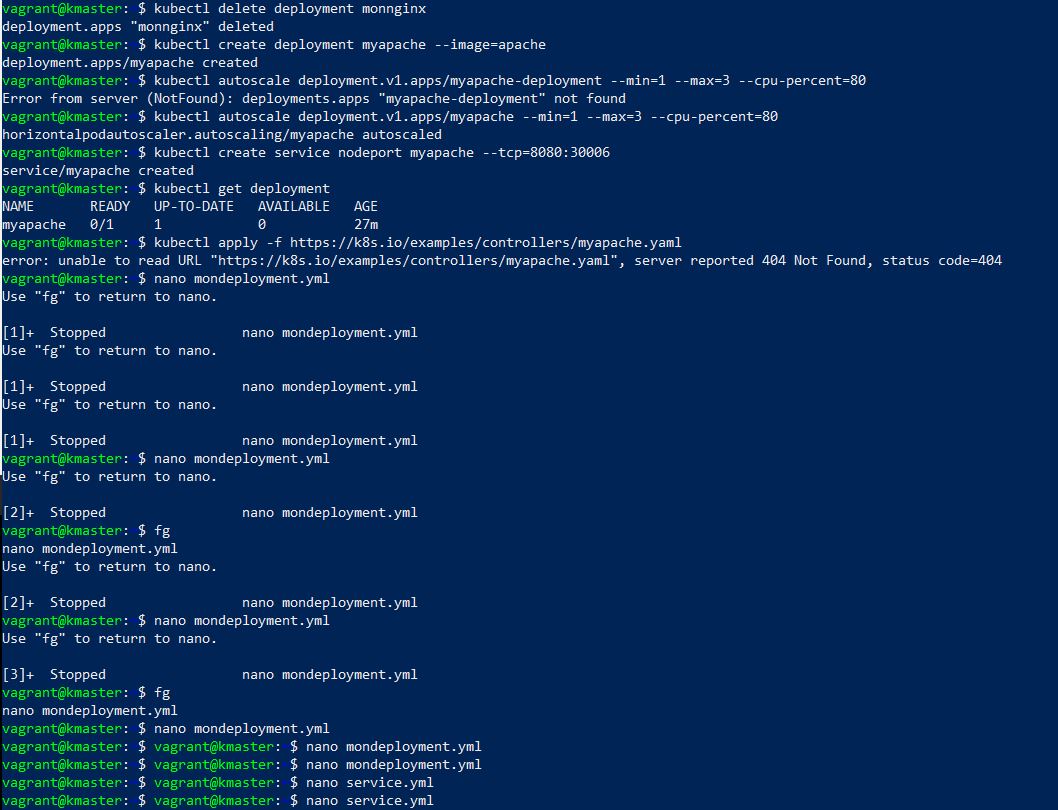 vagrant@kmaster: $ kubectl delete deployment monnginx
deployment.apps "monnginx" deleted
vagrant@kmaster: $ kubectl create deployment myapache --image=apache
deployment.apps/myapache created
vagrant@kmaster: $ kubectl autoscale deployment.v1.apps/myapache-deployment --min=1 --max=3 --cpu-percent=80
Error from server (NotFound): deployments.apps "myapache-deployment" not found
vagrant@kmaster: $ kubectl autoscale deployment.v1.apps/myapache --min=1 --max=3 --cpu-percent=80
horizontalpodautoscaler.autoscaling/myapache autoscaled
vagrant@kmaster: $ kubectl create service nodeport myapache --tcp=8080:30006
service/myapache created
vagrant@kmaster: $ kubectl get deployment
NAME       READY   UP-TO-DATE   AVAILABLE   AGE
myapache   0/1     1            0           27m
vagrant@kmaster: $ kubectl apply -f https://k8s.io/examples/controllers/myapache.yaml
error: unable to read URL "https://k8s.io/examples/controllers/myapache.yaml", server reported 404 Not Found, status code=404
vagrant@kmaster: $ nano mondeployment.yml
Use "fg" to return to nano.
[1]+  Stopped                 nano mondeployment.yml
Use "fg" to return to nano.
[1]+  Stopped                 nano mondeployment.yml
Use "fg" to return to nano.
[1]+  Stopped                 nano mondeployment.yml
vagrant@kmaster: $ nano mondeployment.yml
Use "fg" to return to nano.
[2]+  Stopped                 nano mondeployment.yml
vagrant@kmaster: $ fg
nano mondeployment.yml
Use "fg" to return to nano.
[2]+  Stopped                 nano mondeployment.yml
vagrant@kmaster: $ nano mondeployment.yml
Use "fg" to return to nano.
[3]+  Stopped                 nano mondeployment.yml
vagrant@kmaster: $ fg
nano mondeployment.yml
vagrant@kmaster: $ nano mondeployment.yml
vagrant@kmaster: $ vagrant@kmaster: $ nano mondeployment.yml
vagrant@kmaster: $ vagrant@kmaster: $ nano mondeployment.yml
vagrant@kmaster: $ vagrant@kmaster: $ nano service.yml
vagrant@kmaster: $ vagrant@kmaster: $ nano service.yml